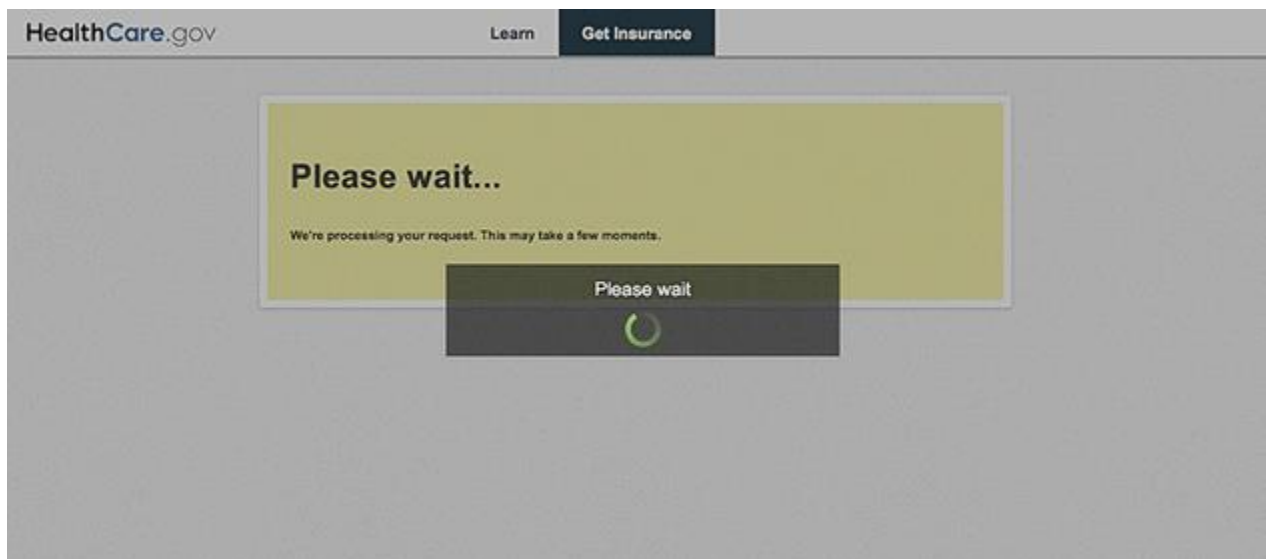 HealthCare.gov Learn Get Insurance
Please wait...
We're processing your request. This may take a few moments.
Please wait